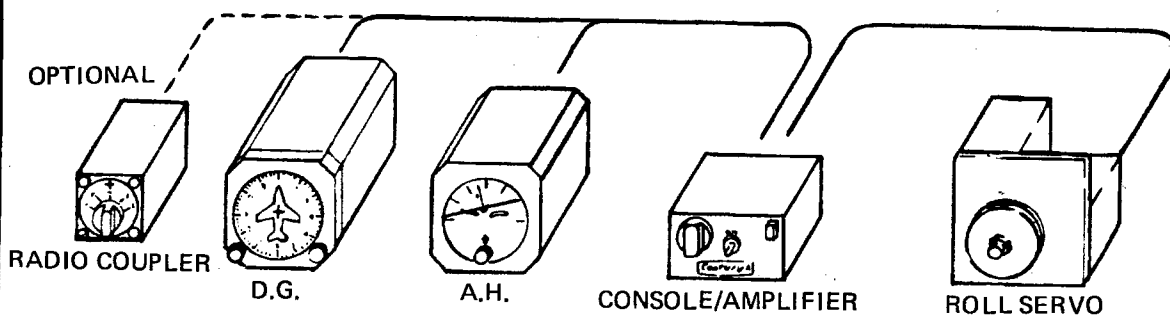 OPTIONAL
RADIO COUPLER
D.G.
A.H.
CONSOLE/AMPLIFIER
ROLL SERVO